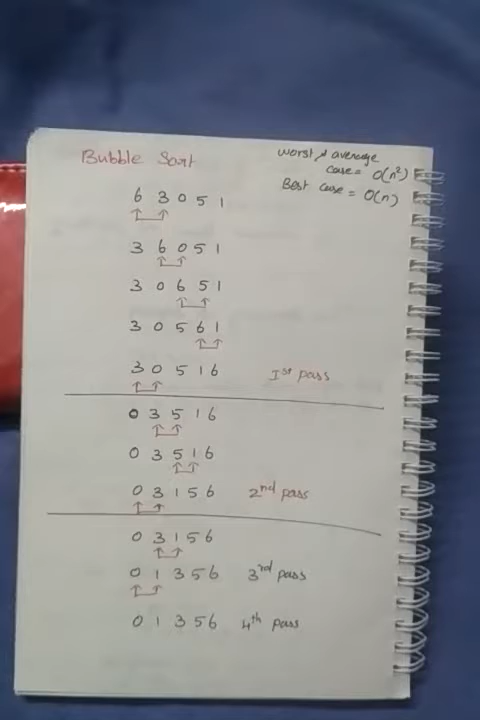 Bubble Sort
worst & average
case = O(n²)
Best case = O(n)
6 3 0 5 1
3 6 0 5 1
3 0 6 5 1
3 0 5 6 1
3 0 5 1 6 1st pass
0 3 5 1 6
0 3 5 1 6
0 3 1 5 6 2nd pass
0 3 1 5 6
0 1 3 5 6 3rd pass
0 1 3 5 6 4th pass